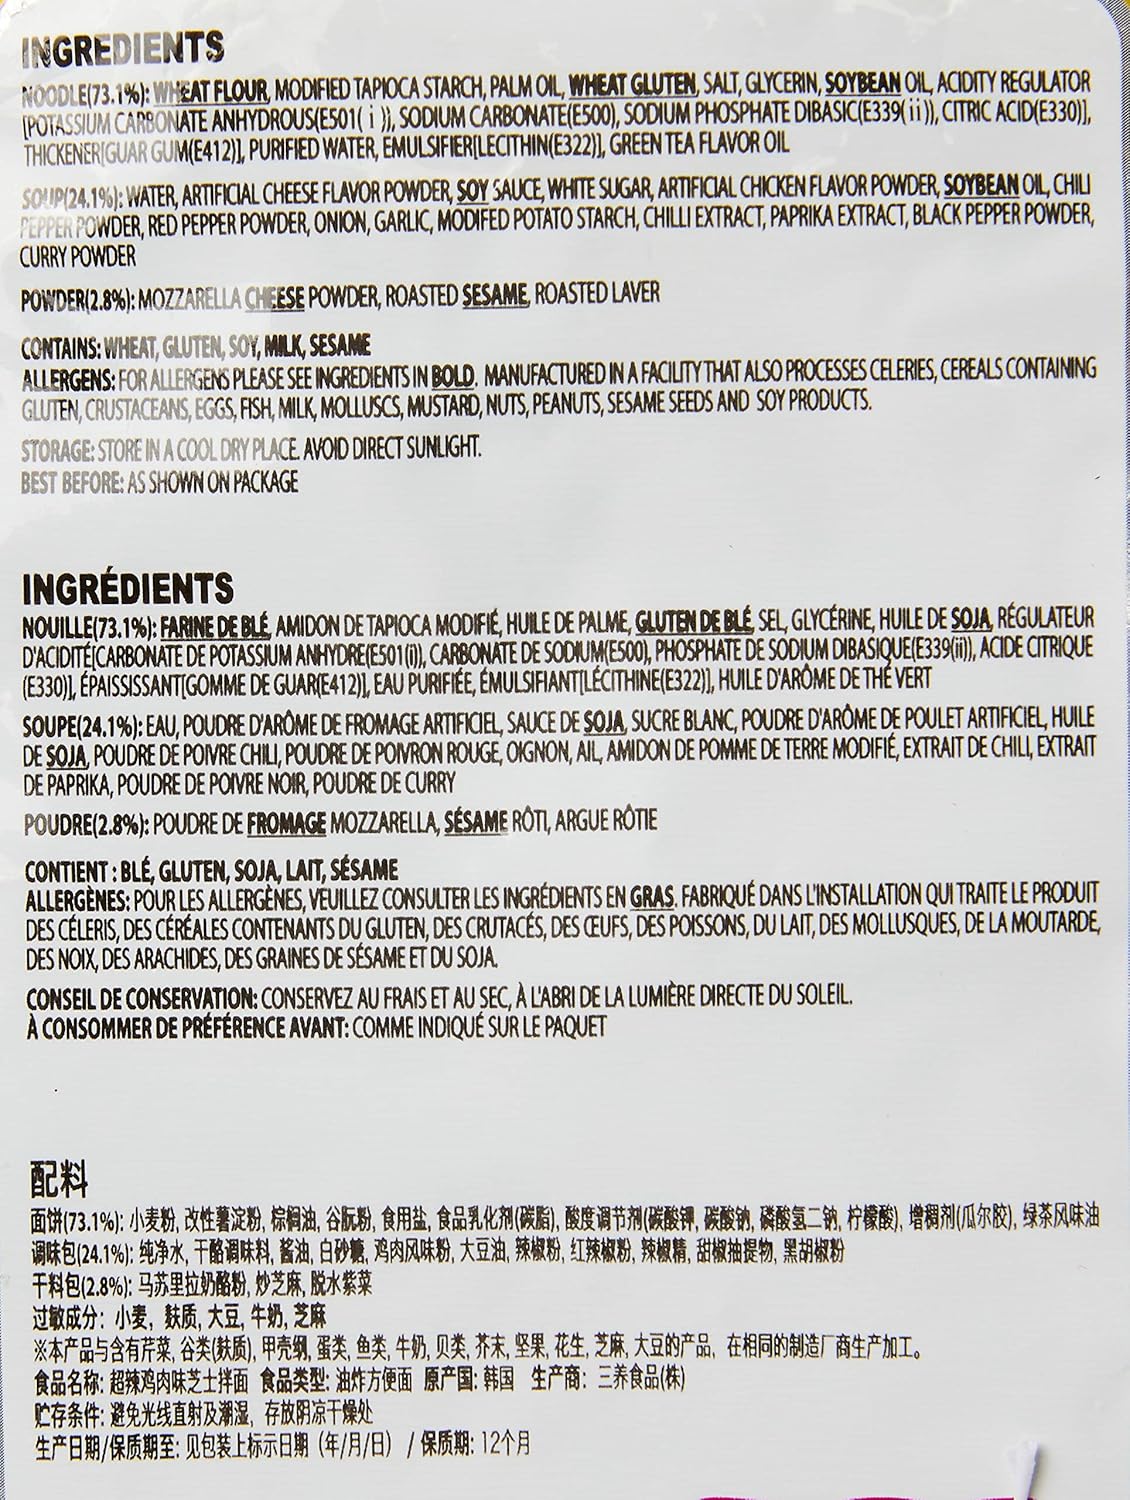 INGREDIENTS
NOODLE(73.1%): WHEAT FLOUR, MODIFIED TAPIOCA STARCH, PALM OIL, WHEAT GLUTEN, SALT, GLYCERIN, SOYBEAN OIL, ACIDITY REGULATOR
[POTASSIUM CARBONATE ANHYDROUS(E501( i )), SODIUM CARBONATE(E500), SODIUM PHOSPHATE DIBASIC(E339(ii)), CITRIC ACID(E330)],
THICKENER[GUAR GUM(E412)], PURIFIED WATER, EMULSIFIER[LECITHIN(E322)], GREEN TEA FLAVOR OIL
SOUP(24.1%): WATER, ARTIFICIAL CHEESE FLAVOR POWDER, SOY SAUCE, WHITE SUGAR, ARTIFICIAL CHICKEN FLAVOR POWDER, SOYBEAN OIL, CHILI
PEPPER POWDER, RED PEPPER POWDER, ONION, GARLIC, MODIFED POTATO STARCH, CHILLI EXTRACT, PAPRIKA EXTRACT, BLACK PEPPER POWDER,
CURRY POWDER
POWDER(2.8%): MOZZARELLA CHEESE POWDER, ROASTED SESAME, ROASTED LAVER
CONTAINS: WHEAT, GLUTEN, SOY, MILK, SESAME
ALLERGENS: FOR ALLERGENS PLEASE SEE INGREDIENTS IN BOLD. MANUFACTURED IN A FACILITY THAT ALSO PROCESSES CELERIES, CEREALS CONTAINING
GLUTEN, CRUSTACEANS, EGGS, FISH, MILK, MOLLUSCS, MUSTARD, NUTS, PEANUTS, SESAME SEEDS AND SOY PRODUCTS.
STORAGE: STORE IN A COOL DRY PLACE. AVOID DIRECT SUNLIGHT.
BEST BEFORE: AS SHOWN ON PACKAGE
INGRÉDIENTS
NOUILLE(73.1%): FARINE DE BLÉ, AMIDON DE TAPIOCA MODIFIÉ, HUILE DE PALME, GLUTEN DE BLÉ, SEL, GLYCÉRINE, HUILE DE SOJA, RÉGULATEUR
D'ACIDITÉ[CARBONATE DE POTASSIUM ANHYDRE(E501(i)), CARBONATE DE SODIUM(E500), PHOSPHATE DE SODIUM DIBASIQUE(E339(ii)), ACIDE CITRIQUE
(E330)], ÉPAISSISSANT[GOMME DE GUAR(E412)], EAU PURIFIÉE, ÉMULSIFIANT[LÉCITHINE(E322)], HUILE D'ARÔME DE THÉ VERT
SOUPE(24.1%): EAU, POUDRE D'ARÔME DE FROMAGE ARTIFICIEL, SAUCE DE SOJA, SUCRE BLANC, POUDRE D'ARÔME DE POULET ARTIFICIEL, HUILE
DE SOJA, POUDRE DE POIVRE CHILI, POUDRE DE POIVRON ROUGE, OIGNON, AIL, AMIDON DE POMME DE TERRE MODIFIÉ, EXTRAIT DE CHILI, EXTRAIT
DE PAPRIKA, POUDRE DE POIVRE NOIR, POUDRE DE CURRY
POUDRE(2.8%): POUDRE DE FROMAGE MOZZARELLA, SÉSAME RÔTI, ARGUE RÔTIE
CONTIENT : BLÉ, GLUTEN, SOJA, LAIT, SÉSAME
ALLERGÈNES: POUR LES ALLERGÈNES, VEUILLEZ CONSULTER LES INGRÉDIENTS EN GRAS. FABRIQUÉ DANS L'INSTALLATION QUI TRAITE LE PRODUIT
DES CÉLERIS, DES CÉRÉALES CONTENANTS DU GLUTEN, DES CRUTACÉS, DES ŒUFS, DES POISSONS, DU LAIT, DES MOLLUSQUES, DE LA MOUTARDE,
DES NOIX, DES ARACHIDES, DES GRAINES DE SÉSAME ET DU SOJA.
CONSEIL DE CONSERVATION: CONSERVEZ AU FRAIS ET AU SEC, À L'ABRI DE LA LUMIÈRE DIRECTE DU SOLEIL.
À CONSOMMER DE PRÉFÉRENCE AVANT: COMME INDIQUÉ SUR LE PAQUET
配料
面饼(73.1%): 小麦粉, 改性薯淀粉, 棕榈油, 谷朊粉, 食用盐, 食品乳化剂(碳脂), 酸度调节剂(碳酸钾, 碳酸钠, 磷酸氢二钠, 柠檬酸), 增稠剂(瓜尔胶), 绿茶风味油
调味包(24.1%): 纯净水, 干酪调味料, 酱油, 白砂糖, 鸡肉风味粉, 大豆油, 辣椒粉, 红辣椒粉, 辣椒精, 甜椒抽提物, 黑胡椒粉
干料包(2.8%): 马苏里拉奶酪粉, 炒芝麻, 脱水紫菜
过敏成分: 小麦, 麸质, 大豆, 牛奶, 芝麻
※本产品与含有芹菜, 谷类(麸质), 甲壳纲, 蛋类, 鱼类, 牛奶, 贝类, 芥末, 坚果, 花生, 芝麻, 大豆的产品, 在相同的制造厂商生产加工。
食品名称: 超辣鸡肉味芝士拌面 食品类型: 油炸方便面 原产国: 韩国 生产商: 三养食品(株)
贮存条件: 避免光线直射及潮湿, 存放阴凉干燥处
生产日期/保质期至: 见包装上标示日期 (年/月/日) / 保质期: 12个月